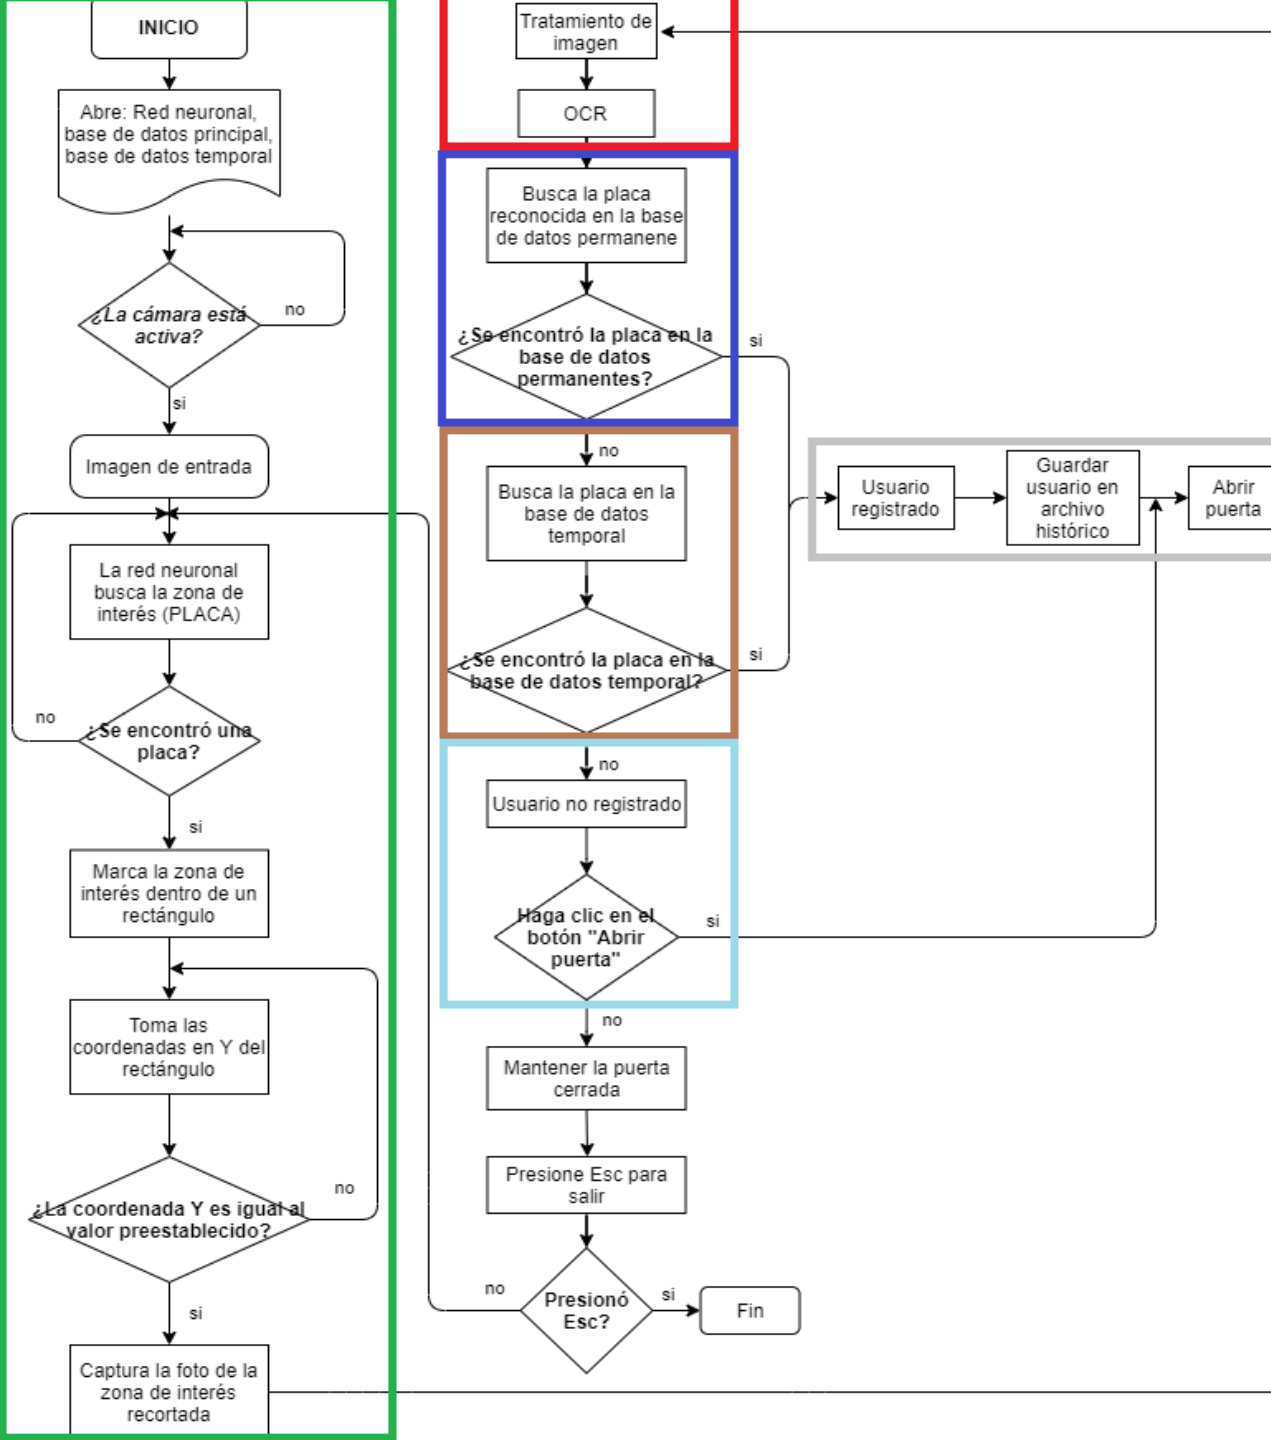 INICIO
Abre: Red neuronal,
base de datos principal,
base de datos temporal
¿La cámara está
activa?
no
si
Imagen de entrada
La red neuronal
busca la zona de
interés (PLACA)
¿Se encontró una
placa?
no
si
Marca la zona de
interés dentro de un
rectángulo
Toma las
coordenadas en Y del
rectángulo
¿La coordenada Y es igual al
valor preestablecido?
no
si
Captura la foto de la
zona de interés
recortada
Tratamiento de
imagen
OCR
Busca la placa
reconocida en la base
de datos permanene
¿Se encontró la placa en la
base de datos
permanentes?
si
no
Busca la placa en la
base de datos
temporal
¿Se encontró la placa en la
base de datos temporal?
si
no
Usuario no registrado
Haga clic en el
botón "Abrir
puerta"
si
no
Mantener la puerta
cerrada
Presione Esc para
salir
Presionó
Esc?
no
si
Fin
Usuario
registrado
Guardar
usuario en
archivo
histórico
Abrir
puerta